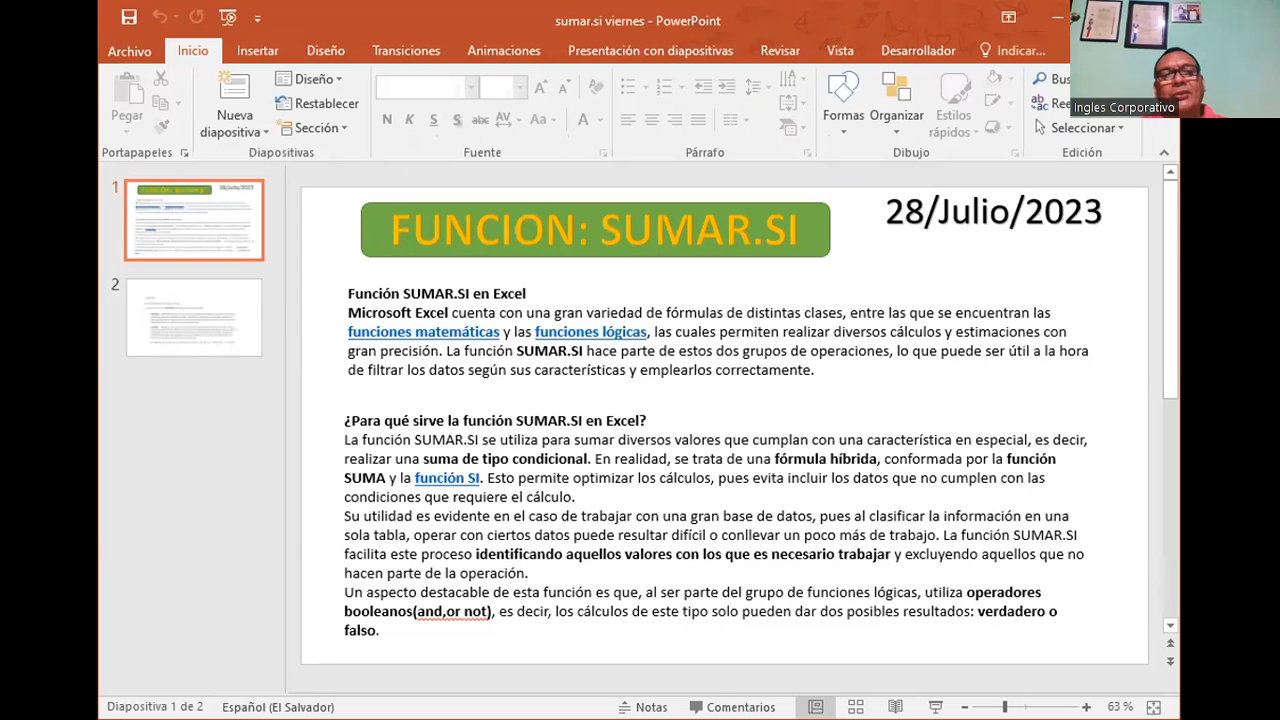 sumar.si viernes - PowerPoint
Archivo Inicio Insertar Diseño Transiciones Animaciones Presentación con diapositivas Revisar Vista Desarrollador Indicar...
Ingles Corporativo
Pegar
Nueva diapositiva
Diseño
Restablecer
Sección
N K S S abc AV Aa A
Formas
Organizar
Estilos rápidos
Seleccionar
Portapapeles Diapositivas Fuente Párrafo Dibujo Edición
1
2
FUNCION: SUMAR.SI
28/Julio/2023
Función SUMAR.SI en Excel
Microsoft Excel cuenta con una gran variedad de fórmulas de distintas clases, entre las que se encuentran las
funciones matemáticas y las funciones lógicas, las cuales permiten realizar diversos cálculos y estimaciones con
gran precisión. La función SUMAR.SI hace parte de estos dos grupos de operaciones, lo que puede ser útil a la hora
de filtrar los datos según sus características y emplearlos correctamente.
¿Para qué sirve la función SUMAR.SI en Excel?
La función SUMAR.SI se utiliza para sumar diversos valores que cumplan con una característica en especial, es decir,
realizar una suma de tipo condicional. En realidad, se trata de una fórmula híbrida, conformada por la función
SUMA y la función SI. Esto permite optimizar los cálculos, pues evita incluir los datos que no cumplen con las
condiciones que requiere el cálculo.
Su utilidad es evidente en el caso de trabajar con una gran base de datos, pues al clasificar la información en una
sola tabla, operar con ciertos datos puede resultar difícil o conllevar un poco más de trabajo. La función SUMAR.SI
facilita este proceso identificando aquellos valores con los que es necesario trabajar y excluyendo aquellos que no
hacen parte de la operación.
Un aspecto destacable de esta función es que, al ser parte del grupo de funciones lógicas, utiliza operadores
booleanos(and,or not), es decir, los cálculos de este tipo solo pueden dar dos posibles resultados: verdadero o
falso.
Diapositiva 1 de 2 Español (El Salvador) Notas Comentarios 63 %